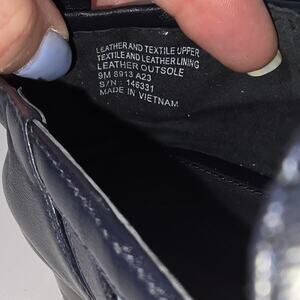 LEATHER AND TEXTILE UPPER
TEXTILE AND LEATHER LINING
LEATHER OUTSOLE
9M 8913 A23
S/N : 146331
MADE IN VIETNAM